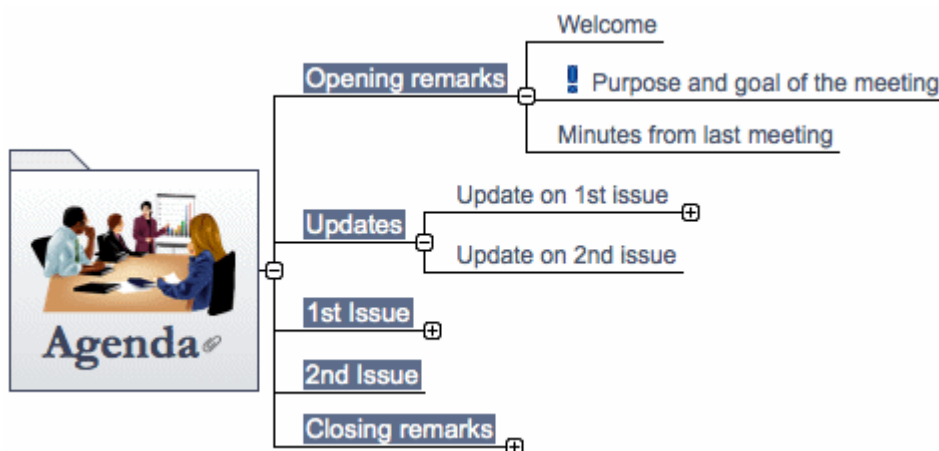 Welcome
Opening remarks
Purpose and goal of the meeting
Minutes from last meeting
Update on 1st issue
Updates
Update on 2nd issue
1st Issue
Agenda
2nd Issue
Closing remarks